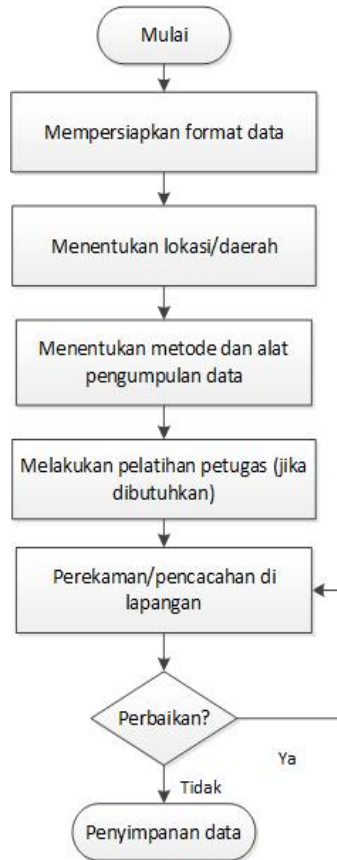 Mulai
Mempersiapkan format data
Menentukan lokasi/daerah
Menentukan metode dan alat
pengumpulan data
Melakukan pelatihan petugas (jika
dibutuhkan)
Perekaman/pencacahan di
lapangan
Perbaikan?
Ya
Tidak
Penyimpanan data